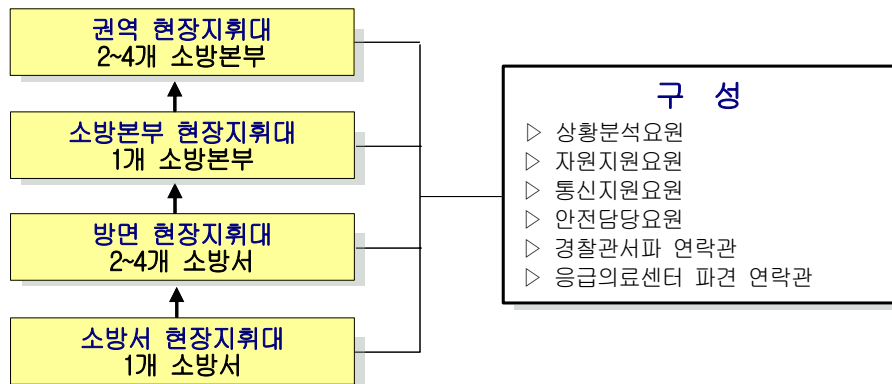 권역 현장지휘대
2~4개 소방본부
소방본부 현장지휘대
1개 소방본부
방면 현장지휘대
2~4개 소방서
소방서 현장지휘대
1개 소방서
구 성
▷ 상황분석요원
▷ 자원지원요원
▷ 통신지원요원
▷ 안전담당요원
▷ 경찰관서파 연락관
▷ 응급의료센터 파견 연락관